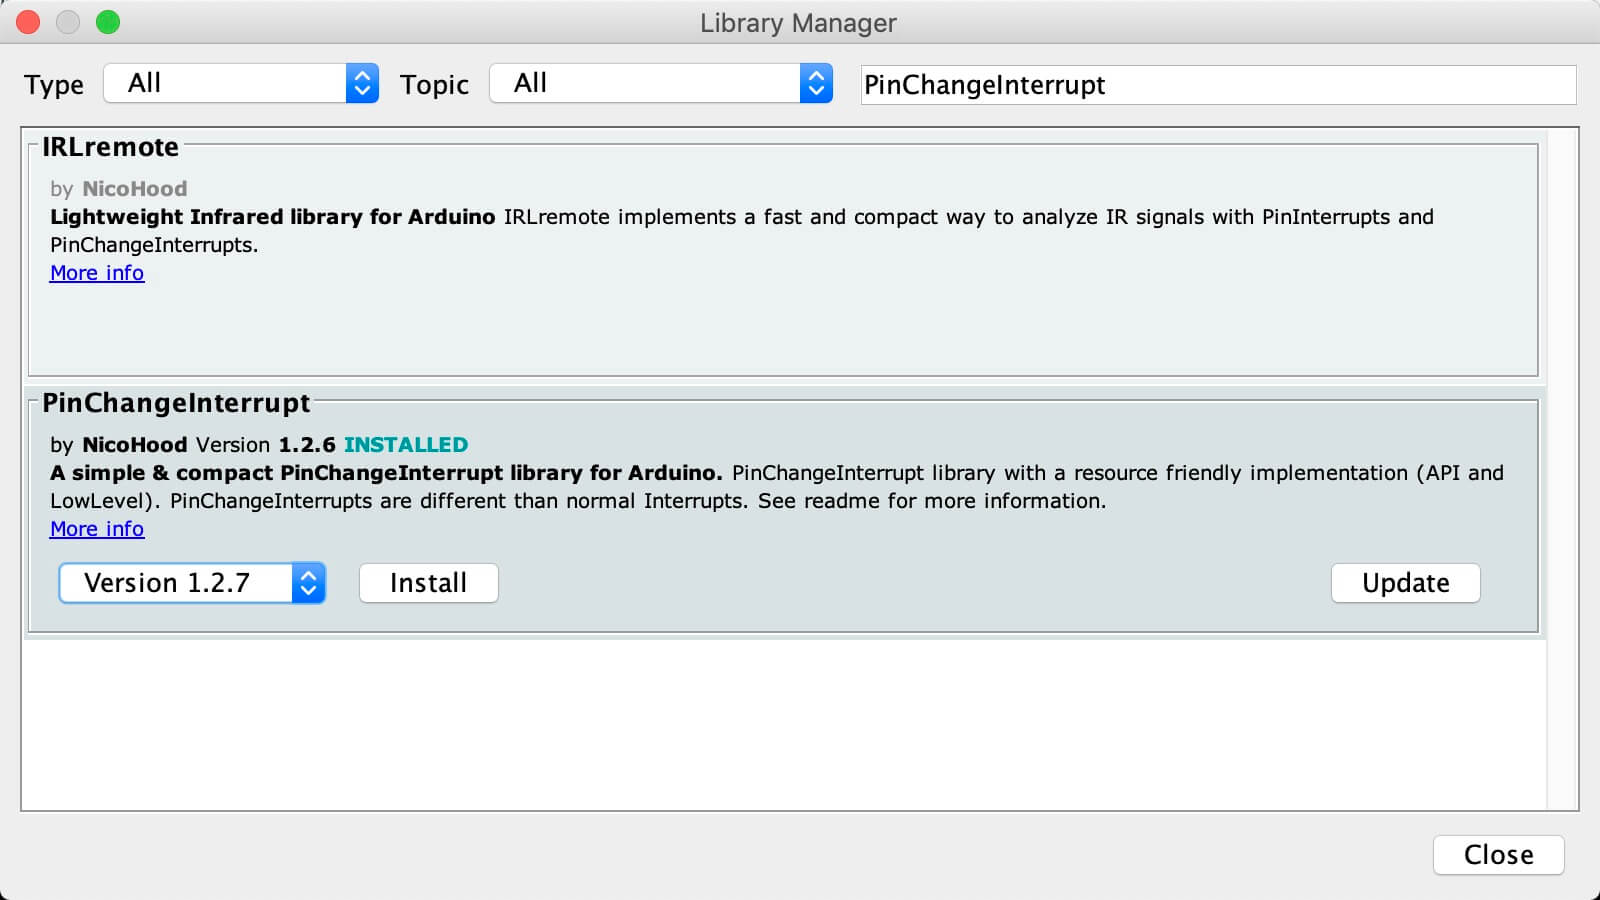 Library Manager
Type All Topic All PinChangeInterrupt
IRLremote
by NicoHood
Lightweight Infrared library for Arduino IRLremote implements a fast and compact way to analyze IR signals with PinInterrupts and
PinChangeInterrupts.
More info
PinChangeInterrupt
by NicoHood Version 1.2.6 INSTALLED
A simple & compact PinChangeInterrupt library for Arduino. PinChangeInterrupt library with a resource friendly implementation (API and
LowLevel). PinChangeInterrupts are different than normal Interrupts. See readme for more information.
More info
Version 1.2.7 Install Update
Close